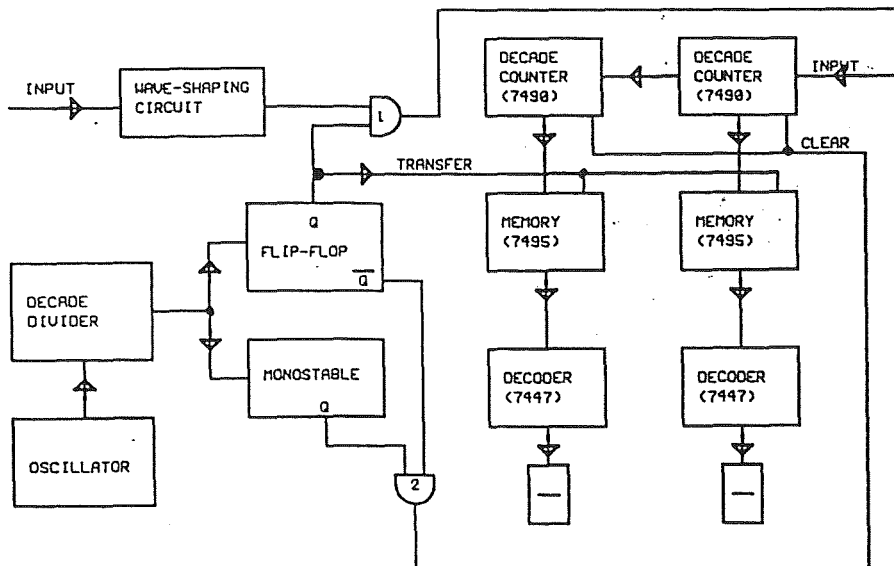 INPUT
WAVE-SHAPING
CIRCUIT
1
DECADE
COUNTER
(7490)
DECADE
COUNTER
(7490)
INPUT
CLEAR
TRANSFER
Q
FLIP-FLOP
Q
MEMORY
(7495)
MEMORY
(7495)
DECADE
DIVIDER
MONOSTABLE
Q
DECODER
(7447)
DECODER
(7447)
OSCILLATOR
2